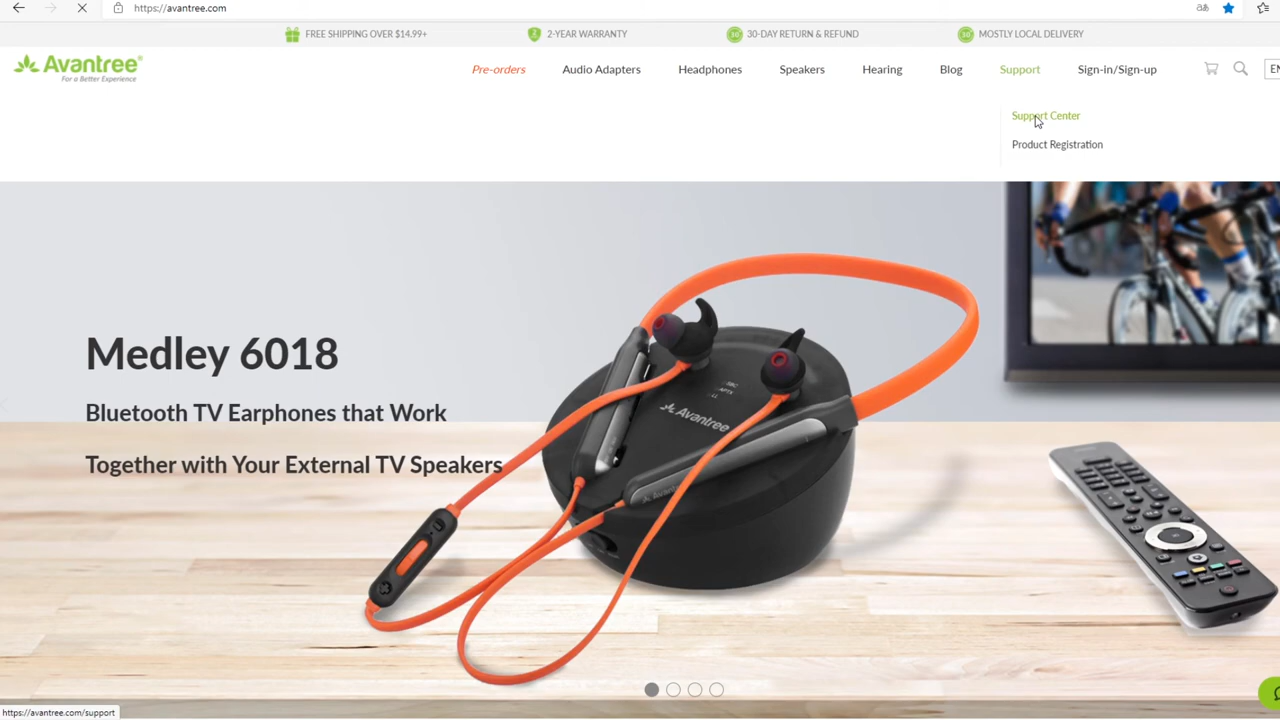 https://avantree.com
FREE SHIPPING OVER $14.99+
2-YEAR WARRANTY
30-DAY RETURN & REFUND
MOSTLY LOCAL DELIVERY
Avantree
For a Better Experience
Pre-orders
Audio Adapters
Headphones
Speakers
Hearing
Blog
Support
Sign-in/Sign-up
EN
Support Center
Product Registration
Medley 6018
Bluetooth TV Earphones that Work
Together with Your External TV Speakers
Avantree
https://avantree.com/support